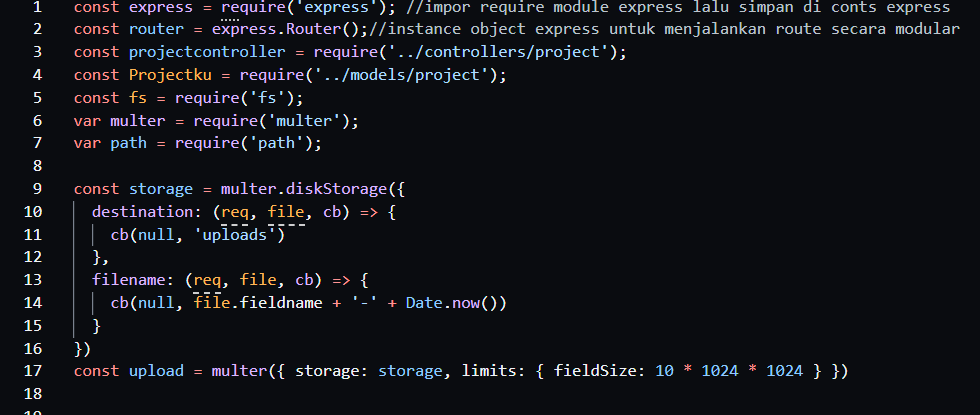 1 const express = require('express'); //impor require module express lalu simpan di conts express
2 const router = express.Router();//instance object express untuk menjalankan route secara modular
3 const projectcontroller = require('../controllers/project');
4 const Projectku = require('../models/project');
5 const fs = require('fs');
6 var multer = require('multer');
7 var path = require('path');
8
9 const storage = multer.diskStorage({
10 destination: (req, file, cb) => {
11 cb(null, 'uploads')
12 },
13 filename: (req, file, cb) => {
14 cb(null, file.fieldname + '-' + Date.now())
15 }
16 })
17 const upload = multer({ storage: storage, limits: { fieldSize: 10 * 1024 * 1024 } })
18